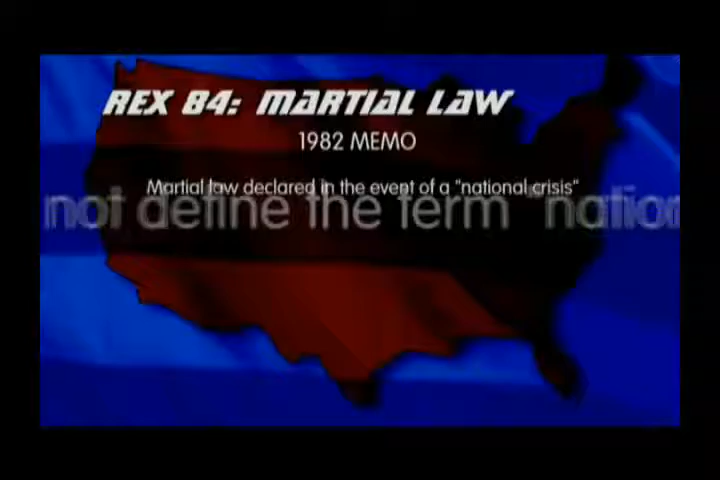 REX 84: MARTIAL LAW
1982 MEMO
Martial law declared in the event of a "national crisis"
not define the term